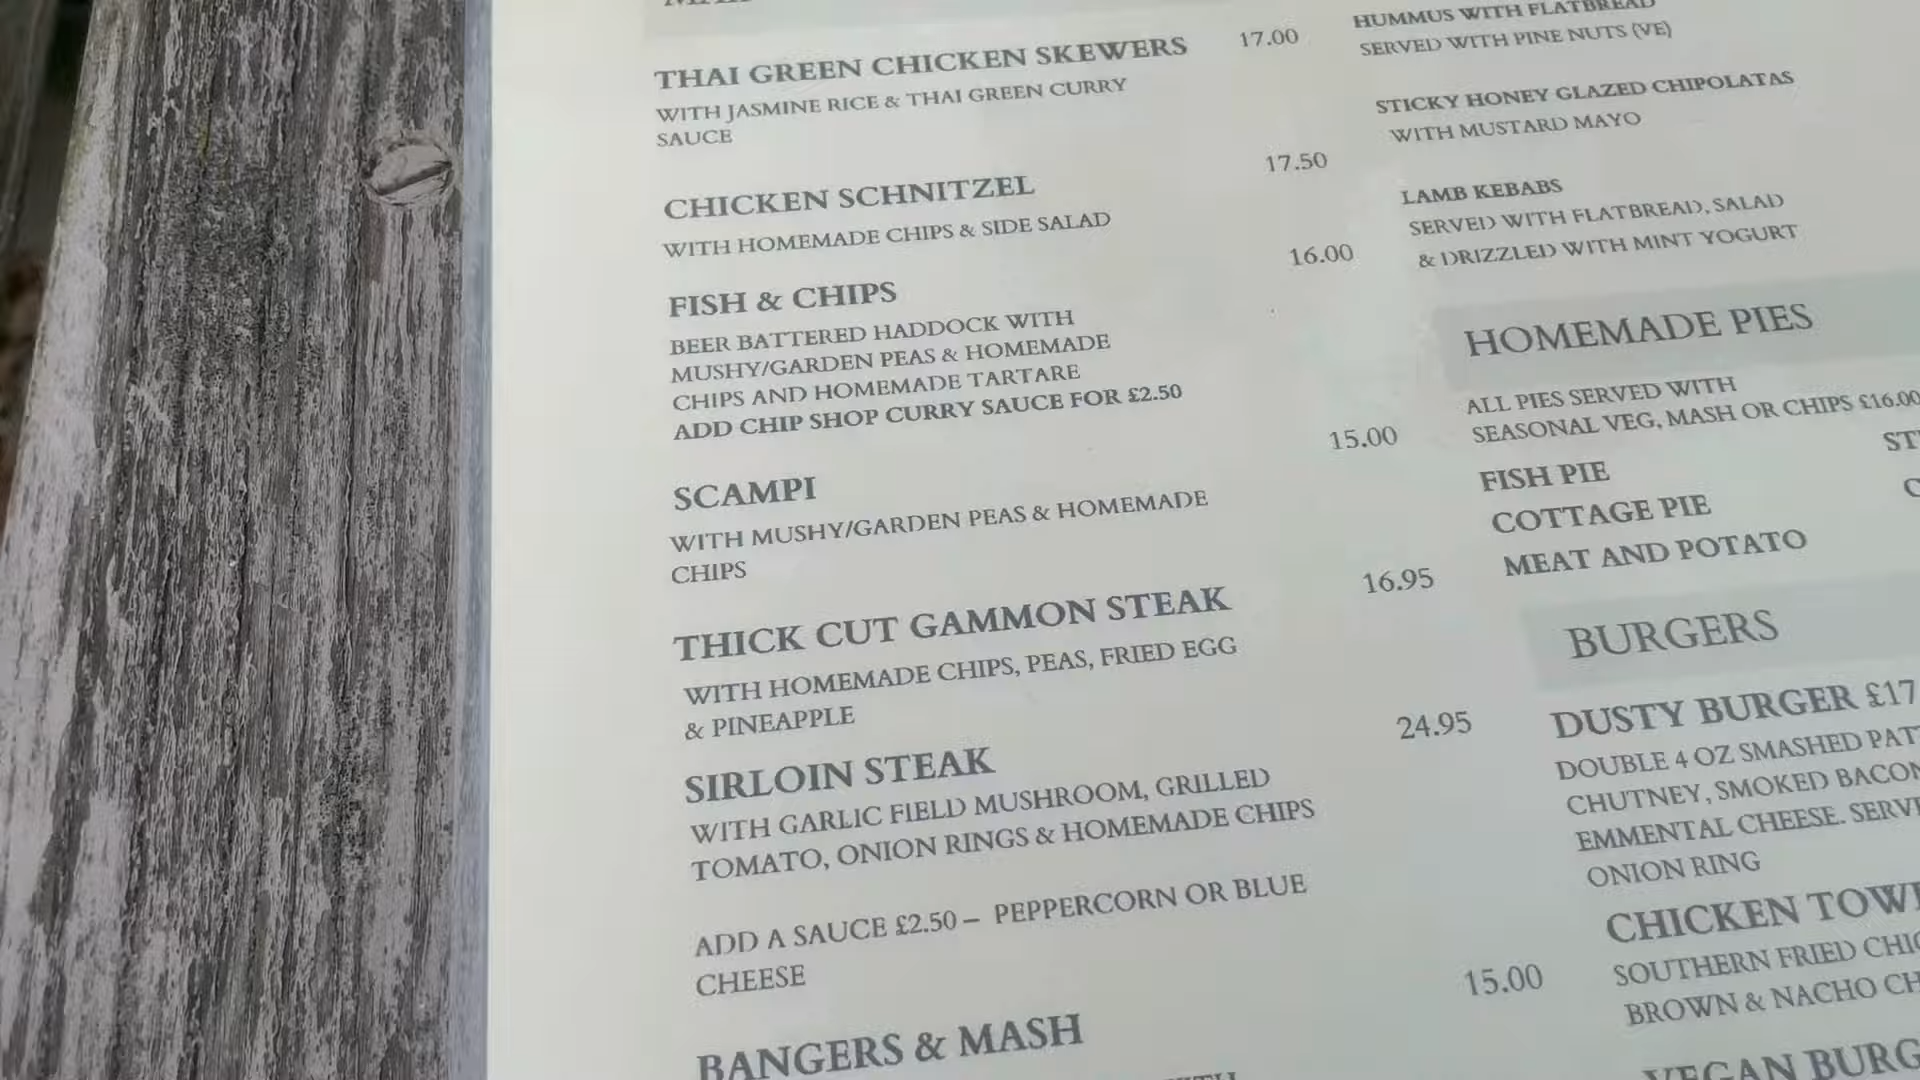 THAI GREEN CHICKEN SKEWERS 17.00
WITH JASMINE RICE & THAI GREEN CURRY
SAUCE
CHICKEN SCHNITZEL 17.50
WITH HOMEMADE CHIPS & SIDE SALAD
FISH & CHIPS 16.00
BEER BATTERED HADDOCK WITH
MUSHY/GARDEN PEAS & HOMEMADE
CHIPS AND HOMEMADE TARTARE
ADD CHIP SHOP CURRY SAUCE FOR £2.50
SCAMPI 15.00
WITH MUSHY/GARDEN PEAS & HOMEMADE
CHIPS
THICK CUT GAMMON STEAK 16.95
WITH HOMEMADE CHIPS, PEAS, FRIED EGG
& PINEAPPLE
SIRLOIN STEAK 24.95
WITH GARLIC FIELD MUSHROOM, GRILLED
TOMATO, ONION RINGS & HOMEMADE CHIPS
ADD A SAUCE £2.50 – PEPPERCORN OR BLUE
CHEESE
BANGERS & MASH 15.00
HUMMUS WITH FLATBREAD
SERVED WITH PINE NUTS (VE)
STICKY HONEY GLAZED CHIPOLATAS
WITH MUSTARD MAYO
LAMB KEBABS
SERVED WITH FLATBREAD, SALAD
& DRIZZLED WITH MINT YOGURT
HOMEMADE PIES
ALL PIES SERVED WITH
SEASONAL VEG, MASH OR CHIPS £16.00
FISH PIE
COTTAGE PIE
MEAT AND POTATO
BURGERS
DUSTY BURGER £17
DOUBLE 4 OZ SMASHED
CHUTNEY, SMOKED BACON
EMMENTAL CHEESE.
ONION RING
CHICKEN
SOUTHERN FRIED
BROWN & NACHO
VEGAN